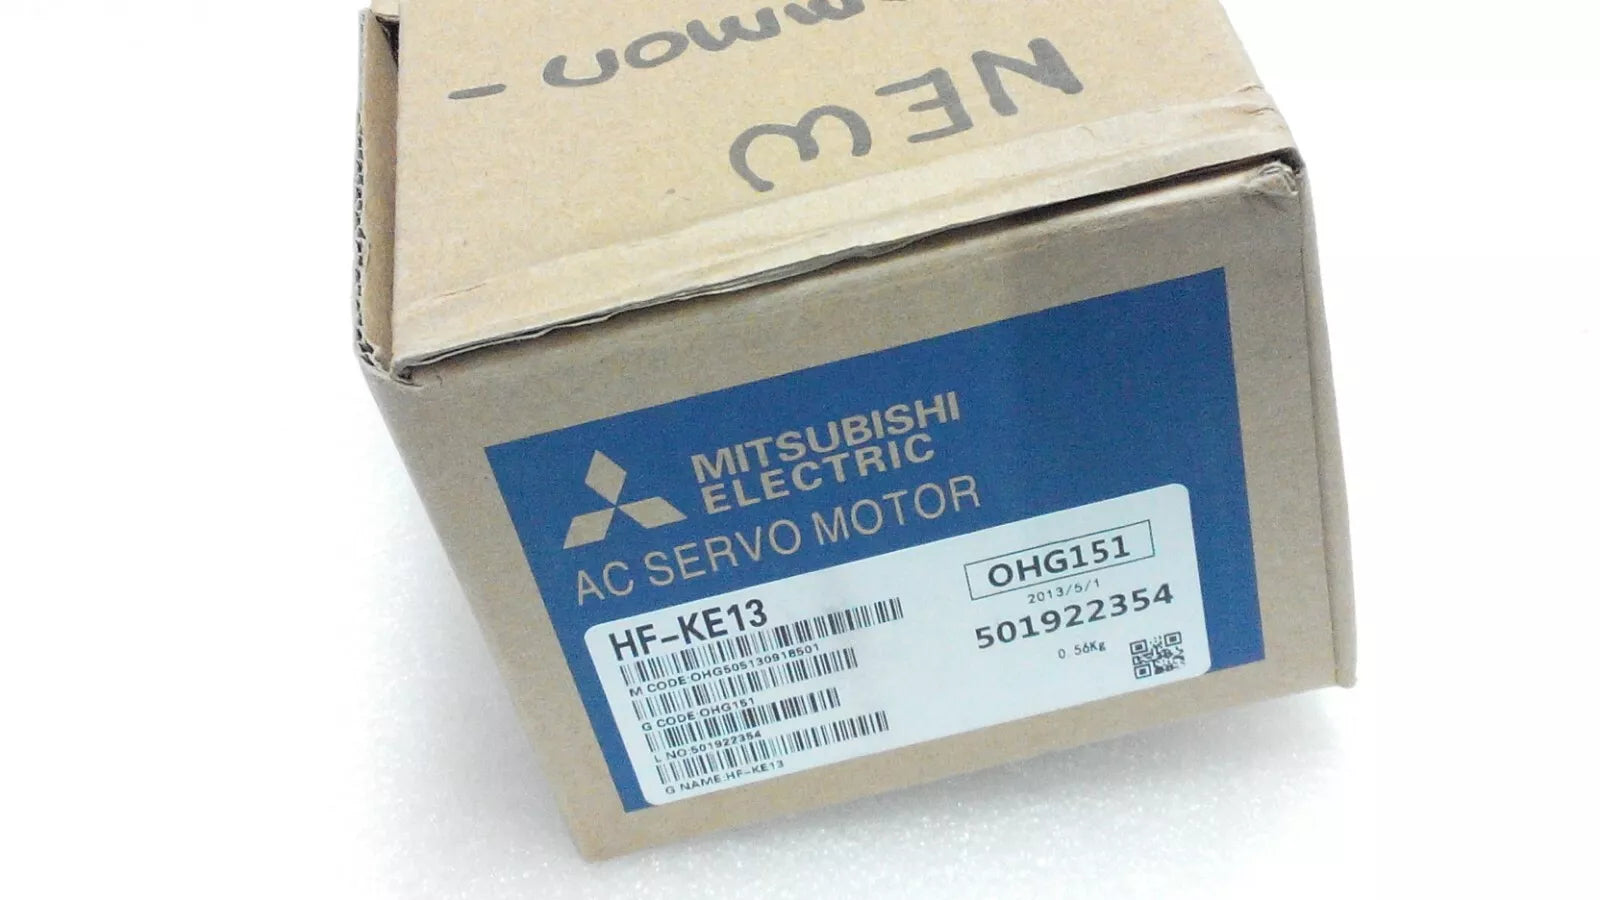 NEW
MITSUBISHI
ELECTRIC
AC SERVO MOTOR
HF-KE13
M CODE:OHG505130918501
G CODE:OHG151
L NO:501922354
G NAME:HF-KE13
OHG151
2013/5/1
501922354
0.56Kg